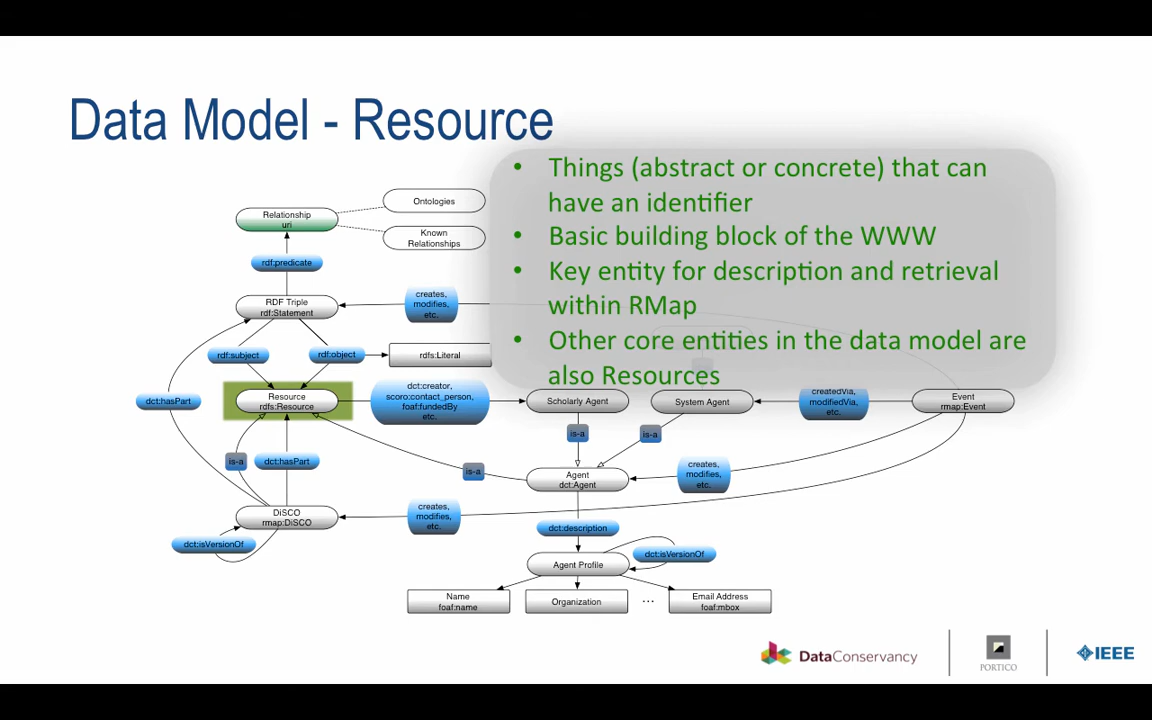 Data Model - Resource
• Things (abstract or concrete) that can
have an identifier
• Basic building block of the WWW
• Key entity for description and retrieval
within RMap
• Other core entities in the data model are
also Resources
Ontologies
Relationship
uri
Known
Relationships
rdf:predicate
RDF Triple
rdf:Statement
creates,
modifies,
etc.
rdf:subject
rdf:object
rdfs:Literal
dct:hasPart
Resource
rdfs:Resource
dct:creator,
scoro:contact_person,
foaf:fundedBy
etc.
Scholarly Agent
System Agent
createdVia,
modifiedVia,
etc.
Event
rmap:Event
is-a
is-a
is-a
dct:hasPart
is-a
Agent
dct:Agent
creates,
modifies,
etc.
DiSCO
rmap:DiSCO
creates,
modifies,
etc.
dct:description
dct:isVersionOf
Agent Profile
dct:isVersionOf
Name
foaf:name
Organization
...
Email Address
foaf:mbox
DataConservancy
PORTICO
IEEE